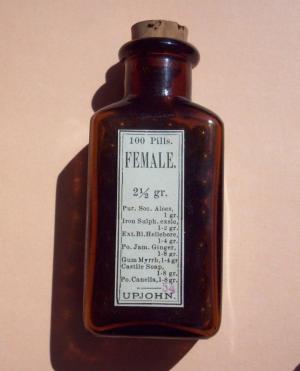 100 Pills.
FEMALE.
2½ gr.
Pur. Soc. Aloes,
1 gr.
Iron Sulph. exsic,
1-2 gr.
Ext. Bl. Hellebore,
1-4 gr.
Po. Jam. Ginger,
1-8 gr.
Gum Myrrh, 1-4 gr
Castile Soap,
1-8 gr.
Po. Canella, 1-8 gr.
UPJOHN.